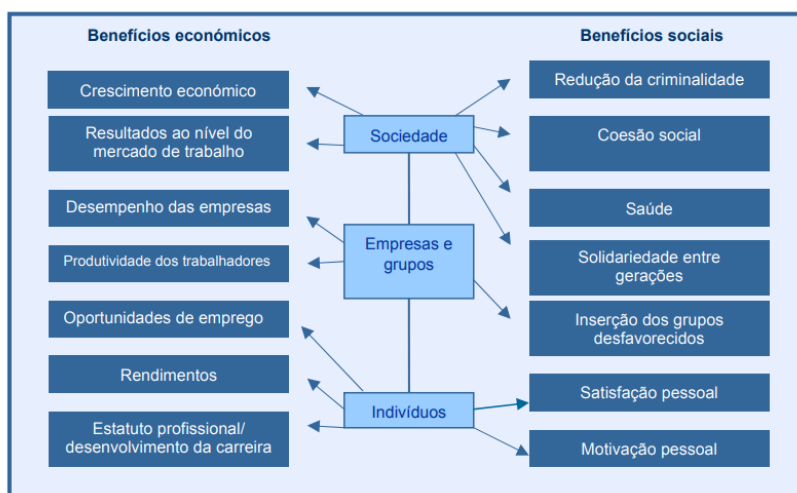 Benefícios económicos
Benefícios sociais
Crescimento económico
Resultados ao nível do
mercado de trabalho
Desempenho das empresas
Produtividade dos trabalhadores
Oportunidades de emprego
Rendimentos
Estatuto profissional/
desenvolvimento da carreira
Sociedade
Empresas e
grupos
Indivíduos
Redução da criminalidade
Coesão social
Saúde
Solidariedade entre
gerações
Inserção dos grupos
desfavorecidos
Satisfação pessoal
Motivação pessoal